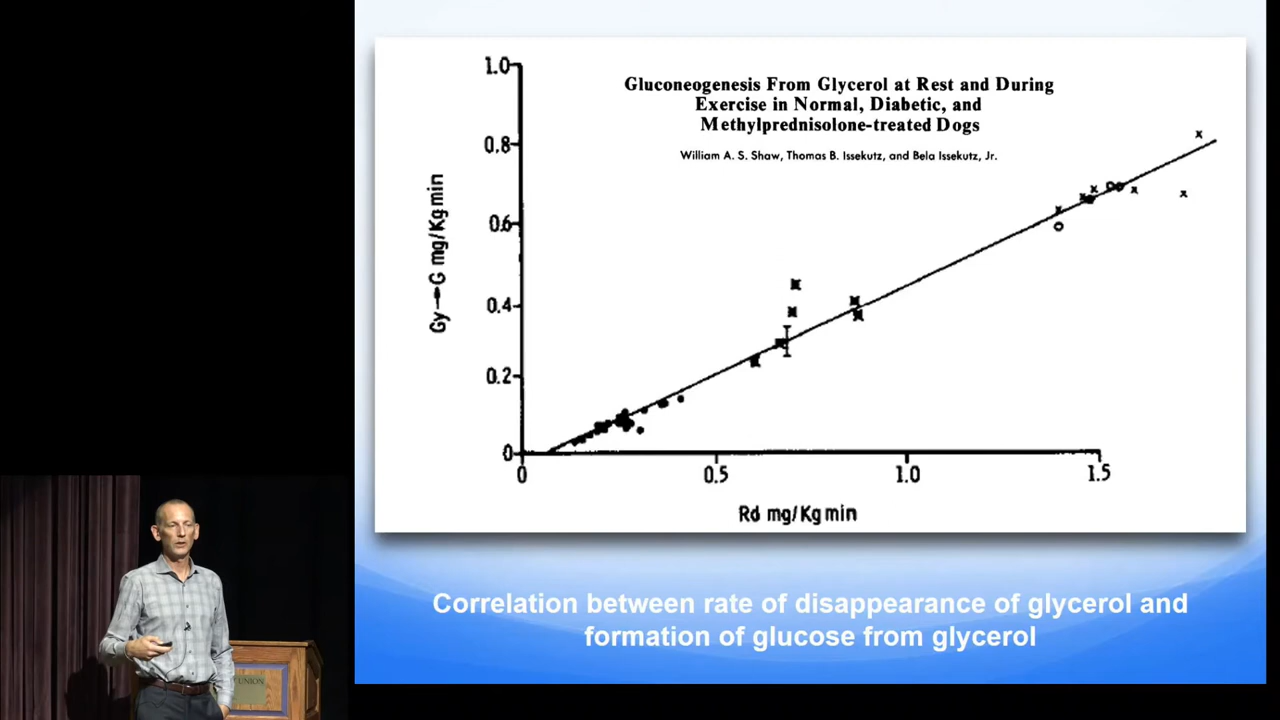 Gluconeogenesis From Glycerol at Rest and During
Exercise in Normal, Diabetic, and
Methylprednisolone-treated Dogs
William A. S. Shaw, Thomas B. Issekutz, and Bela Issekutz, Jr.
1.0
0.8
0.6
0.4
0.2
0
Gy→G mg/Kg min
0 0.5 1.0 1.5
Rd mg/Kg min
Correlation between rate of disappearance of glycerol and
formation of glucose from glycerol
UNION